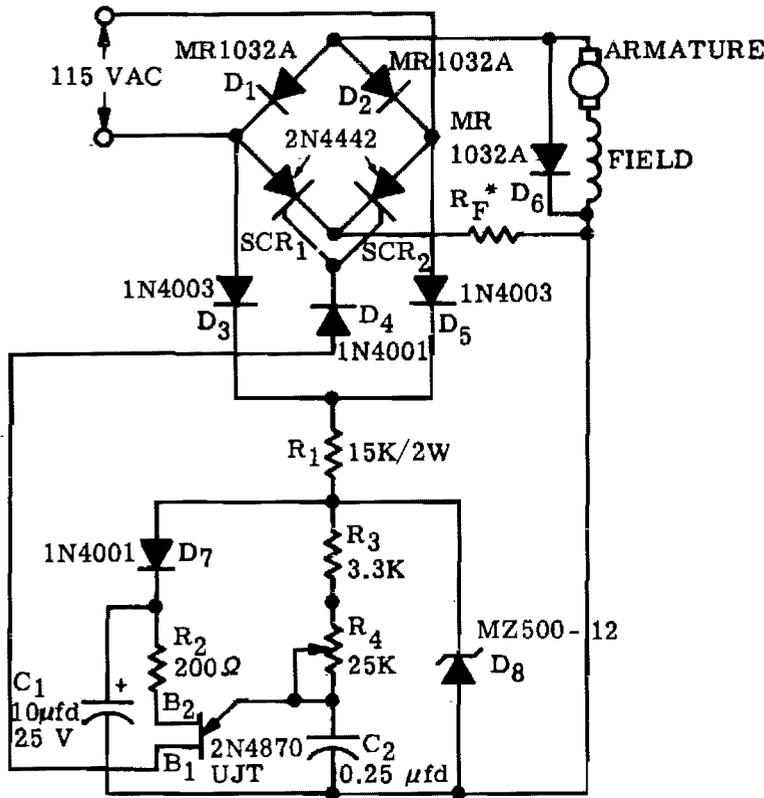 ARMATURE
MR1032A
MR1032A
115 VAC
D1
D2
2N4442
MR
1032A
FIELD
RF*
D6
SCR1
SCR2
1N4003
1N4003
D3
D4
D5
1N4001
R1
15K/2W
1N4001
D7
R3
3.3K
R2
200Ω
R4
25K
MZ500-12
D8
C1
10μfd
25 V
+
B2
2N4870
UJT
B1
C2
0.25 μfd